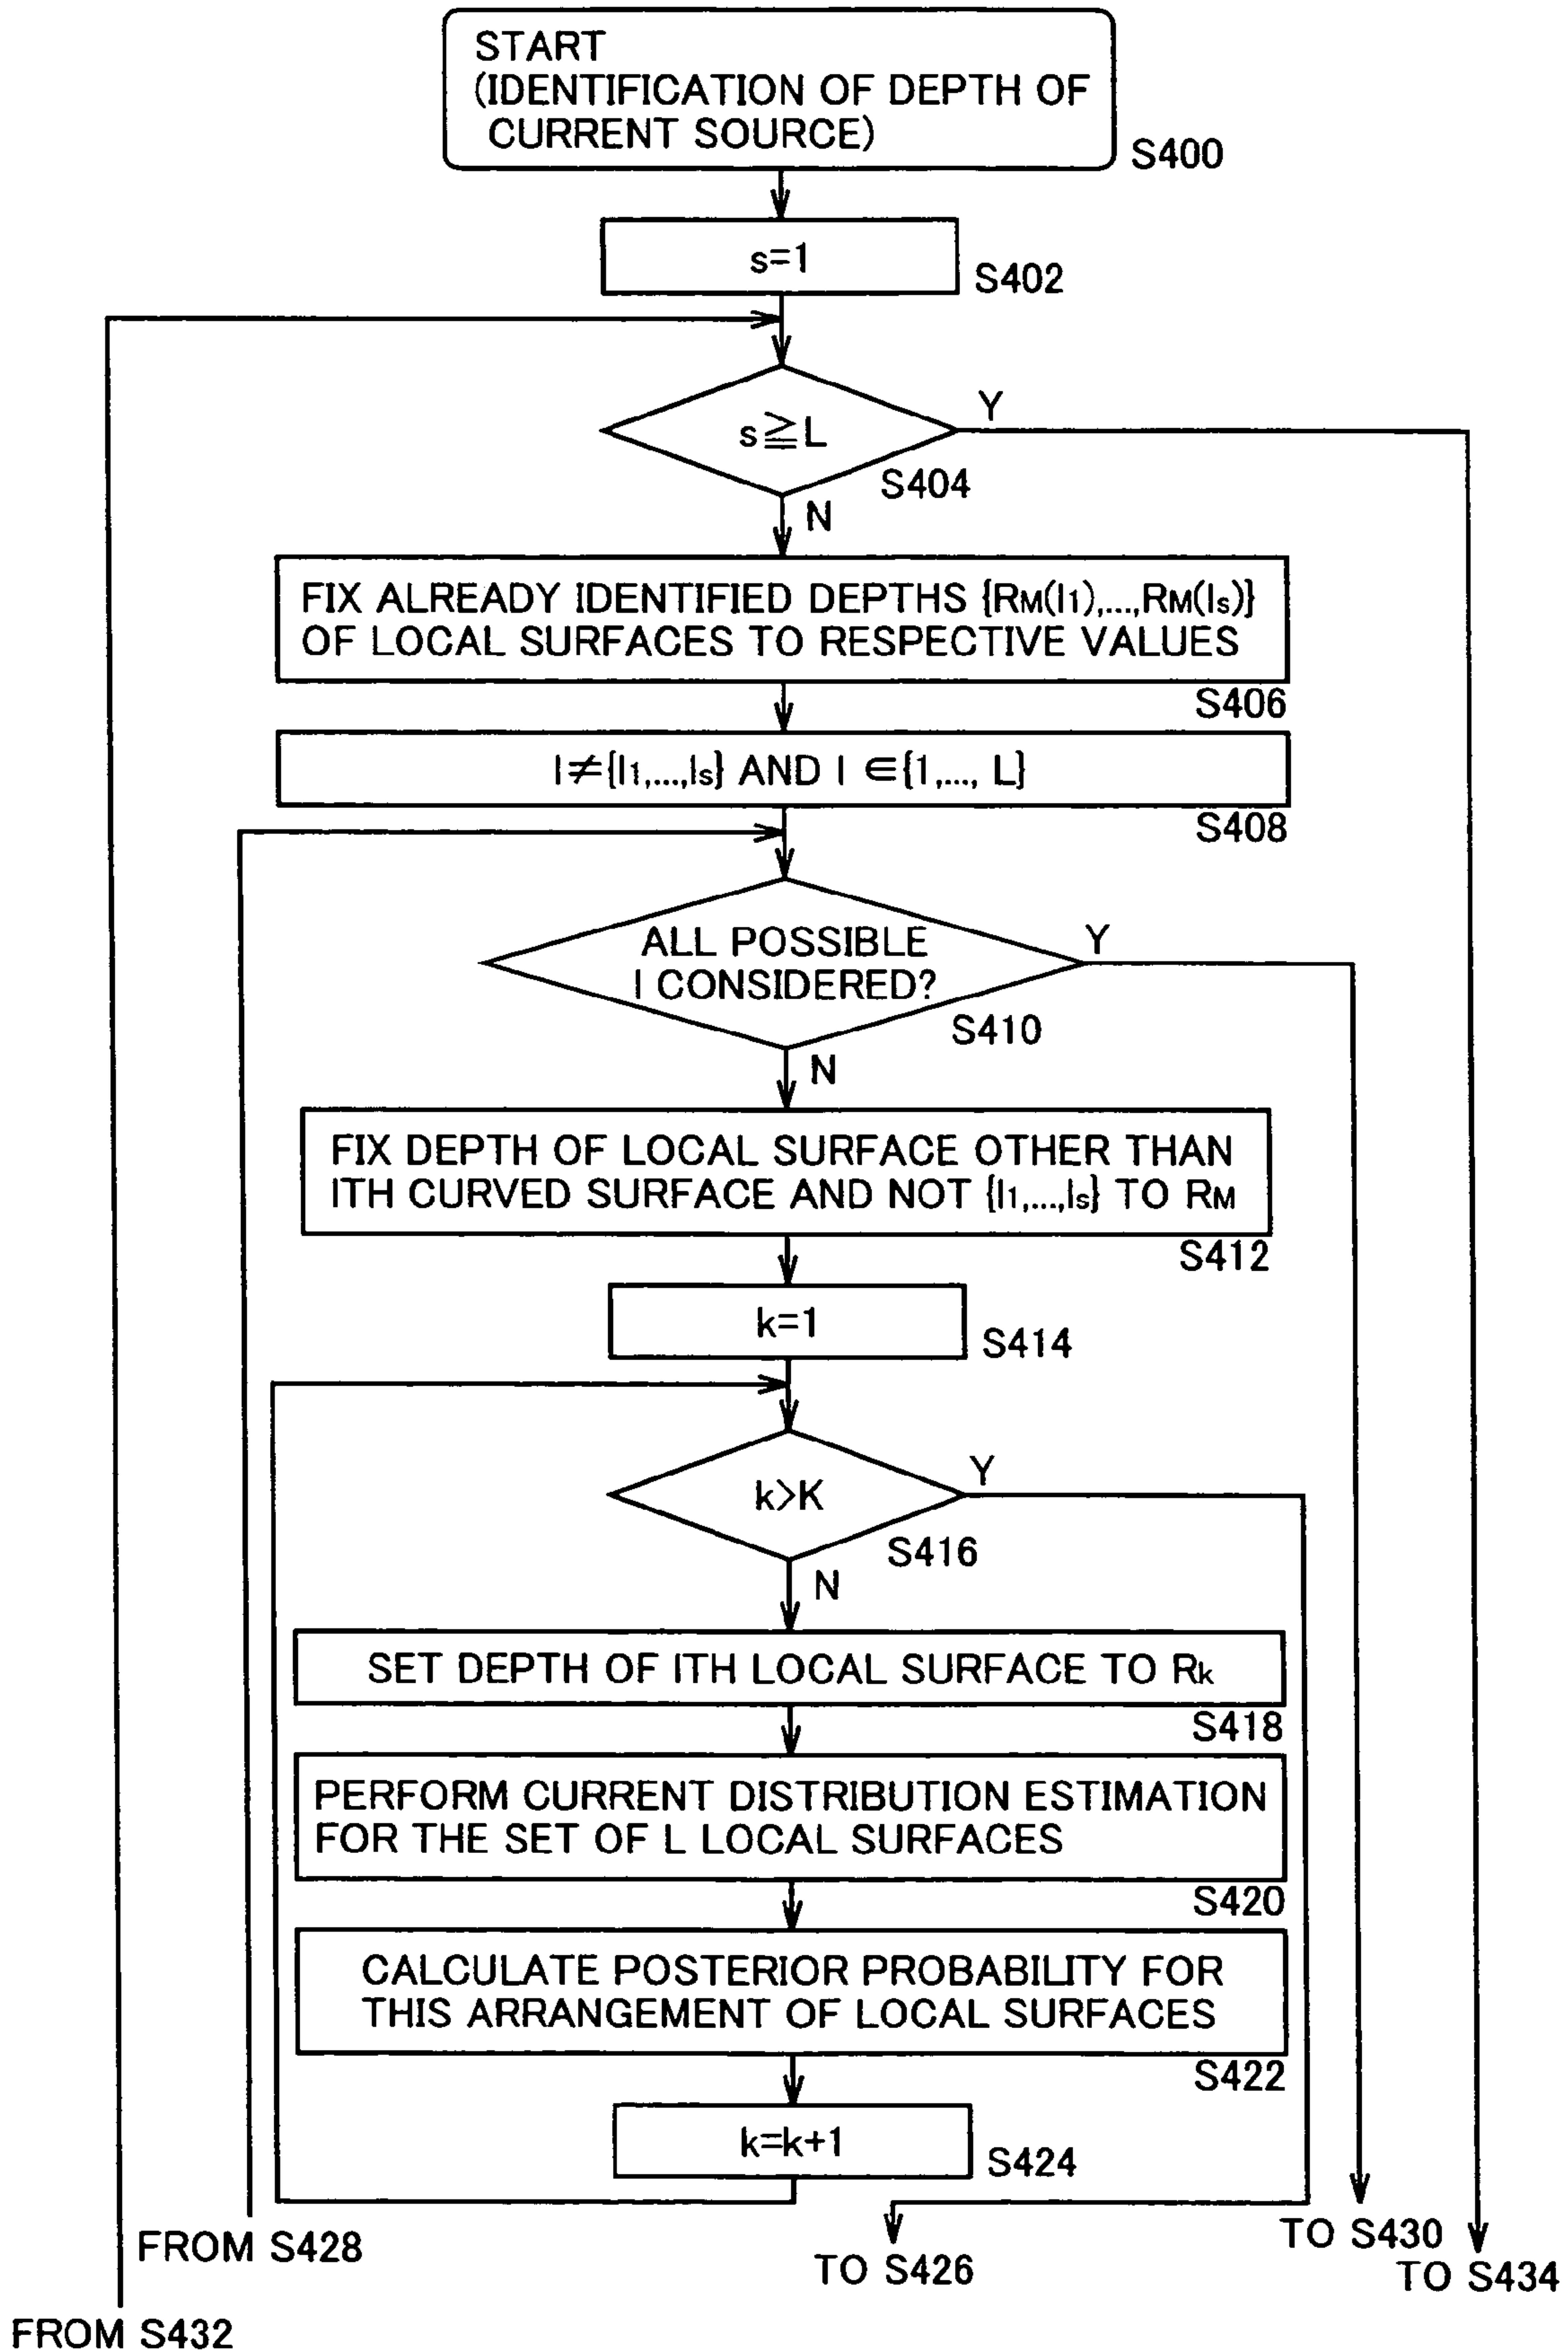 START
(IDENTIFICATION OF DEPTH OF
CURRENT SOURCE)
S400
s=1
S402
s≧L
Y
S404
N
FIX ALREADY IDENTIFIED DEPTHS {RM(l1),...,RM(ls)}
OF LOCAL SURFACES TO RESPECTIVE VALUES
S406
l≠{l1,...,ls} AND l ∈{1,..., L}
S408
ALL POSSIBLE
l CONSIDERED?
Y
S410
N
FIX DEPTH OF LOCAL SURFACE OTHER THAN
lTH CURVED SURFACE AND NOT {l1,...,ls} TO RM
S412
k=1
S414
k>K
Y
S416
N
SET DEPTH OF lTH LOCAL SURFACE TO Rk
S418
PERFORM CURRENT DISTRIBUTION ESTIMATION
FOR THE SET OF L LOCAL SURFACES
S420
CALCULATE POSTERIOR PROBABILITY FOR
THIS ARRANGEMENT OF LOCAL SURFACES
S422
k=k+1
S424
FROM S428
TO S426
TO S430
TO S434
FROM S432